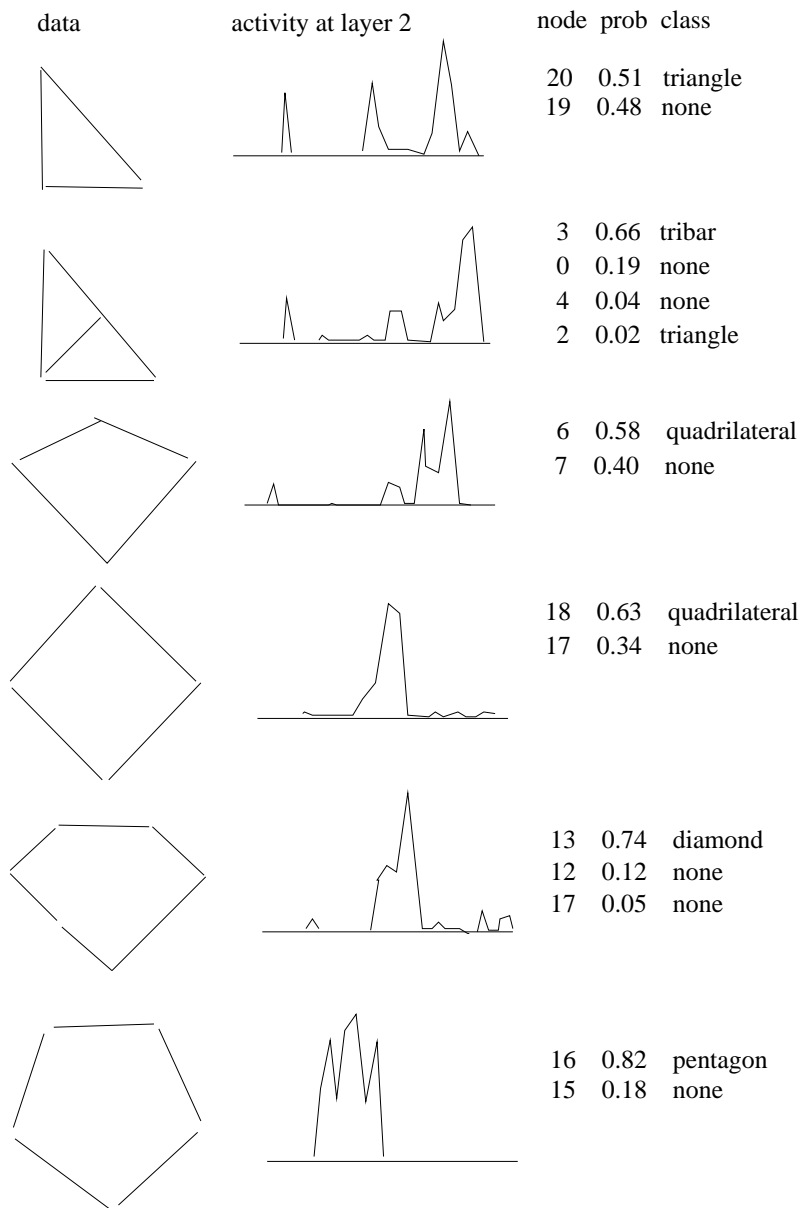 data activity at layer 2 node prob class
20 0.51 triangle
19 0.48 none
3 0.66 tribar
0 0.19 none
4 0.04 none
2 0.02 triangle
6 0.58 quadrilateral
7 0.40 none
18 0.63 quadrilateral
17 0.34 none
13 0.74 diamond
12 0.12 none
17 0.05 none
16 0.82 pentagon
15 0.18 none